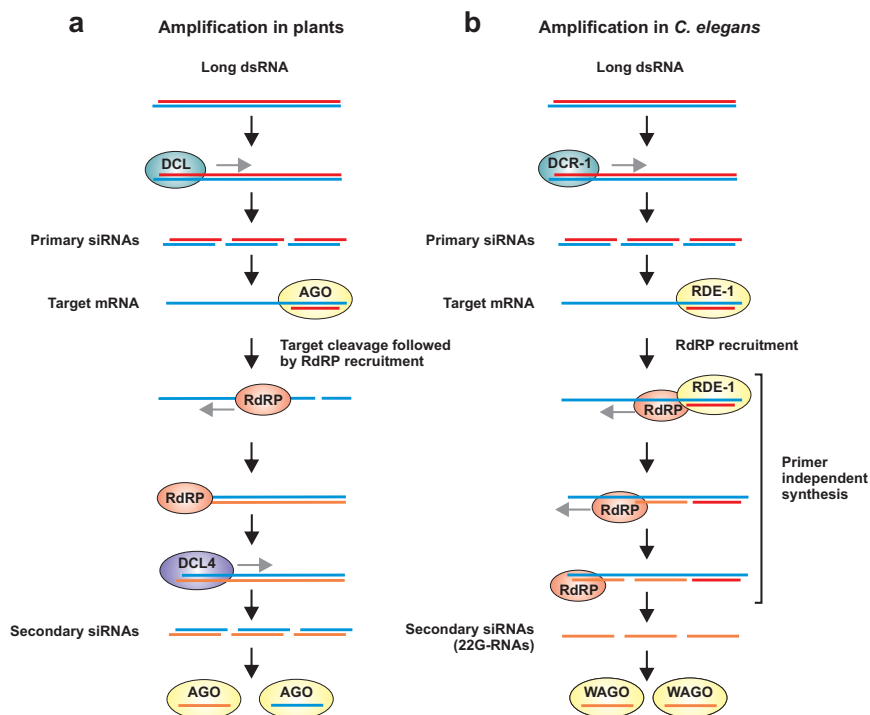 a Amplification in plants
Long dsRNA
DCL
Primary siRNAs
Target mRNA
AGO
Target cleavage followed
by RdRP recruitment
RdRP
RdRP
DCL4
Secondary siRNAs
AGO AGO
b Amplification in C. elegans
Long dsRNA
DCR-1
Primary siRNAs
Target mRNA
RDE-1
RdRP recruitment
RDE-1
RdRP
Primer
independent
synthesis
RdRP
RdRP
Secondary siRNAs
(22G-RNAs)
WAGO WAGO